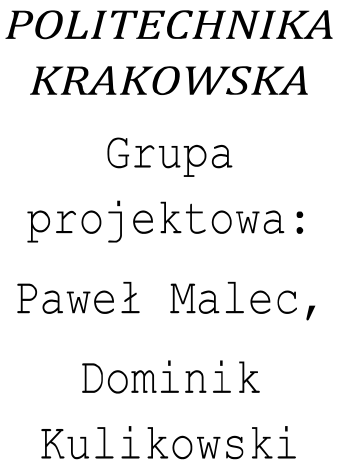 POLITECHNIKA
KRAKOWSKA
Grupa
projektowa:
Paweł Malec,
Dominik
Kulikowski